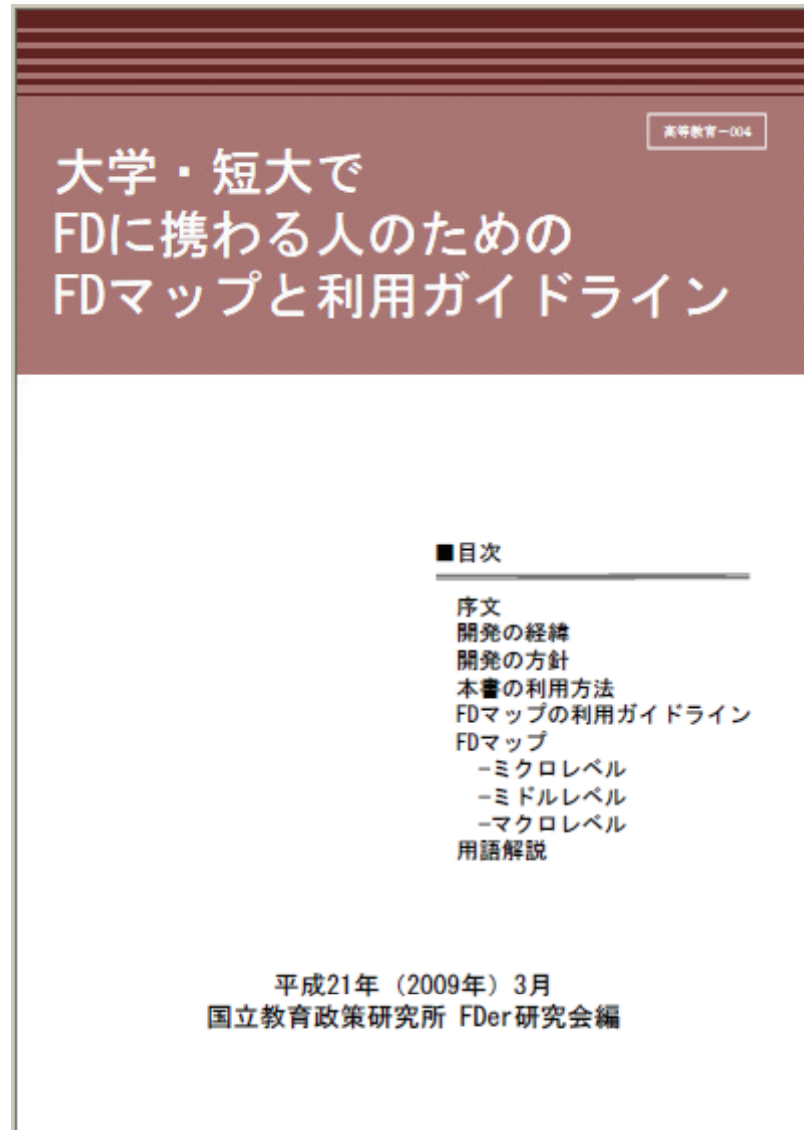 高等教育－004
大学・短大で
FDに携わる人のための
FDマップと利用ガイドライン
■目次
序文
開発の経緯
開発の方針
本書の利用方法
FDマップの利用ガイドライン
FDマップ
－ミクロレベル
－ミドルレベル
－マクロレベル
用語解説
平成21年（2009年）3月
国立教育政策研究所 FDer研究会編